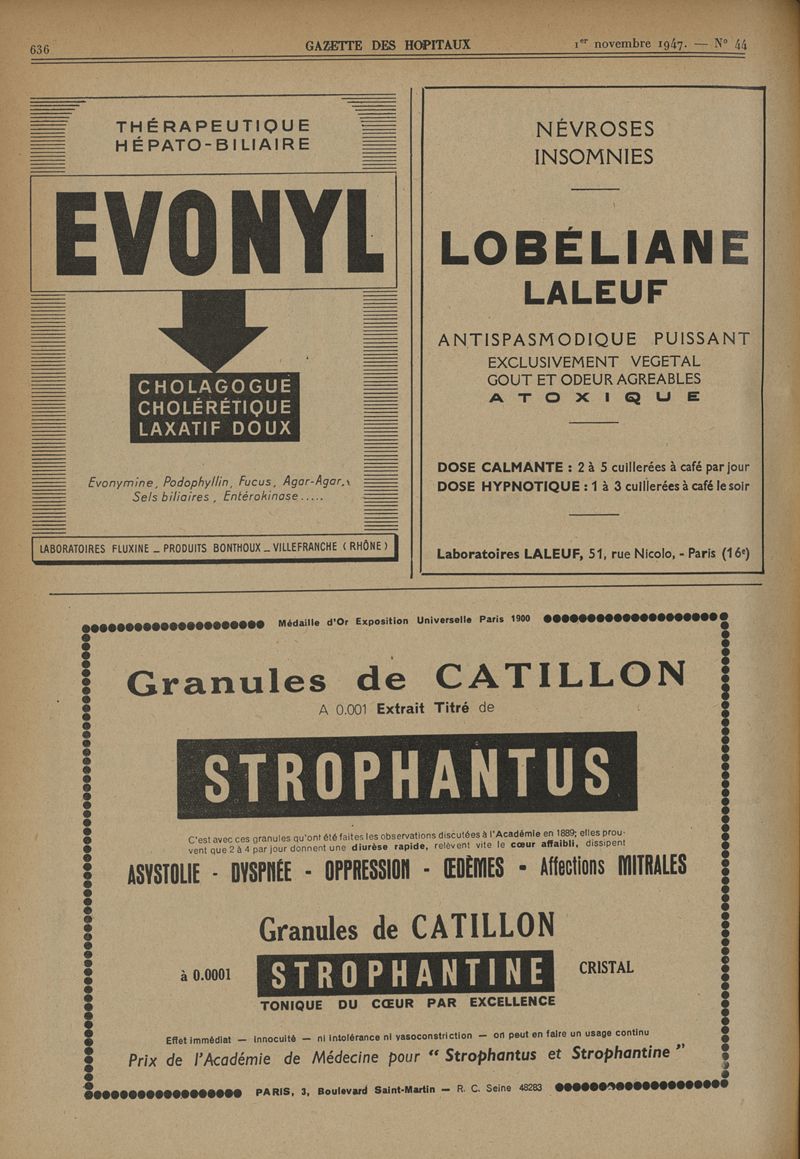 636
GAZETTE DES HOPITAUX
1er novembre 1947. — N° 44
THÉRAPEUTIQUE
HÉPATO-BILIAIRE
EVONYL
CHOLAGOGUE
CHOLÉRÉTIQUE
LAXATIF DOUX
Evonymine, Podophyllin, Fucus, Agar-Agar,
Sels biliaires, Entérokinase.....
LABORATOIRES FLUXINE _ PRODUITS BONTHOUX _ VILLEFRANCHE (RHÔNE)
NÉVROSES
INSOMNIES
LOBÉLIANE
LALEUF
ANTISPASMODIQUE PUISSANT
EXCLUSIVEMENT VEGETAL
GOUT ET ODEUR AGREABLES
ATOXIQUE
DOSE CALMANTE : 2 à 5 cuillerées à café par jour
DOSE HYPNOTIQUE : 1 à 3 cuillerées à café le soir
Laboratoires LALEUF, 51, rue Nicolo, - Paris (16e)
Médaille d'Or Exposition Universelle Paris 1900
Granules de CATILLON
A 0.001 Extrait Titré de
STROPHANTUS
C'est avec ces granules qu'ont été faites les observations discutées à l'Académie en 1889; elles prou-
vent que 2 à 4 par jour donnent une diurèse rapide, relèvent vite le cœur affaibli, dissipent
ASYSTOLIE - DYSPNÉE - OPPRESSION - ŒDÈMES - Affections MITRALES
Granules de CATILLON
à 0.0001 STROPHANTINE CRISTAL
TONIQUE DU CŒUR PAR EXCELLENCE
Effet immédiat — innocuité — ni intolérance ni vasoconstriction — on peut en faire un usage continu
Prix de l'Académie de Médecine pour “ Strophantus et Strophantine ”
PARIS, 3, Boulevard Saint-Martin — R. C. Seine 48283